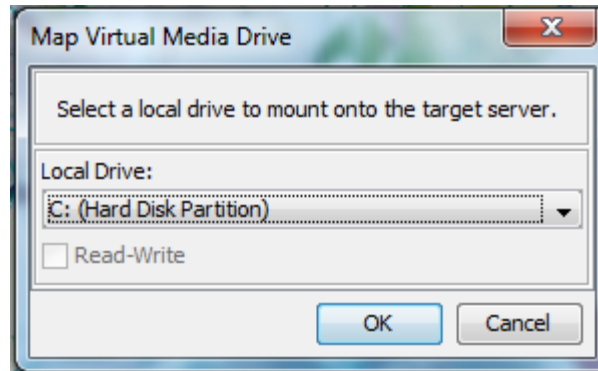 Map Virtual Media Drive
Select a local drive to mount onto the target server.
Local Drive:
C: (Hard Disk Partition)
Read-Write
OK Cancel